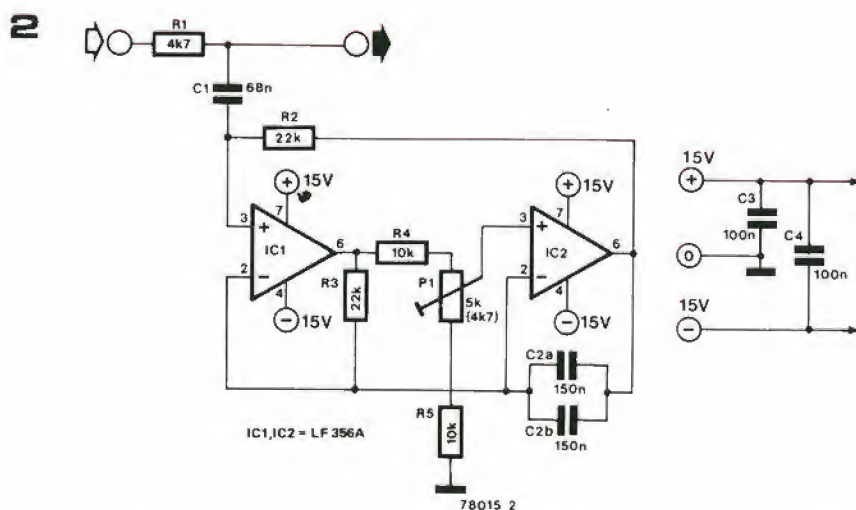 2
R1
4k7
C1
68n
R2
22k
15V
15V
15V
3
7
+
IC1
6
R4
10k
3
7
+
IC2
6
C3
100n
C4
100n
2
−
4
R3
22k
P1
5k
(4k7)
2
−
4
0
15V
15V
15V
C2a
150n
C2b
150n
R5
10k
IC1,IC2 = LF 356A
78015 2